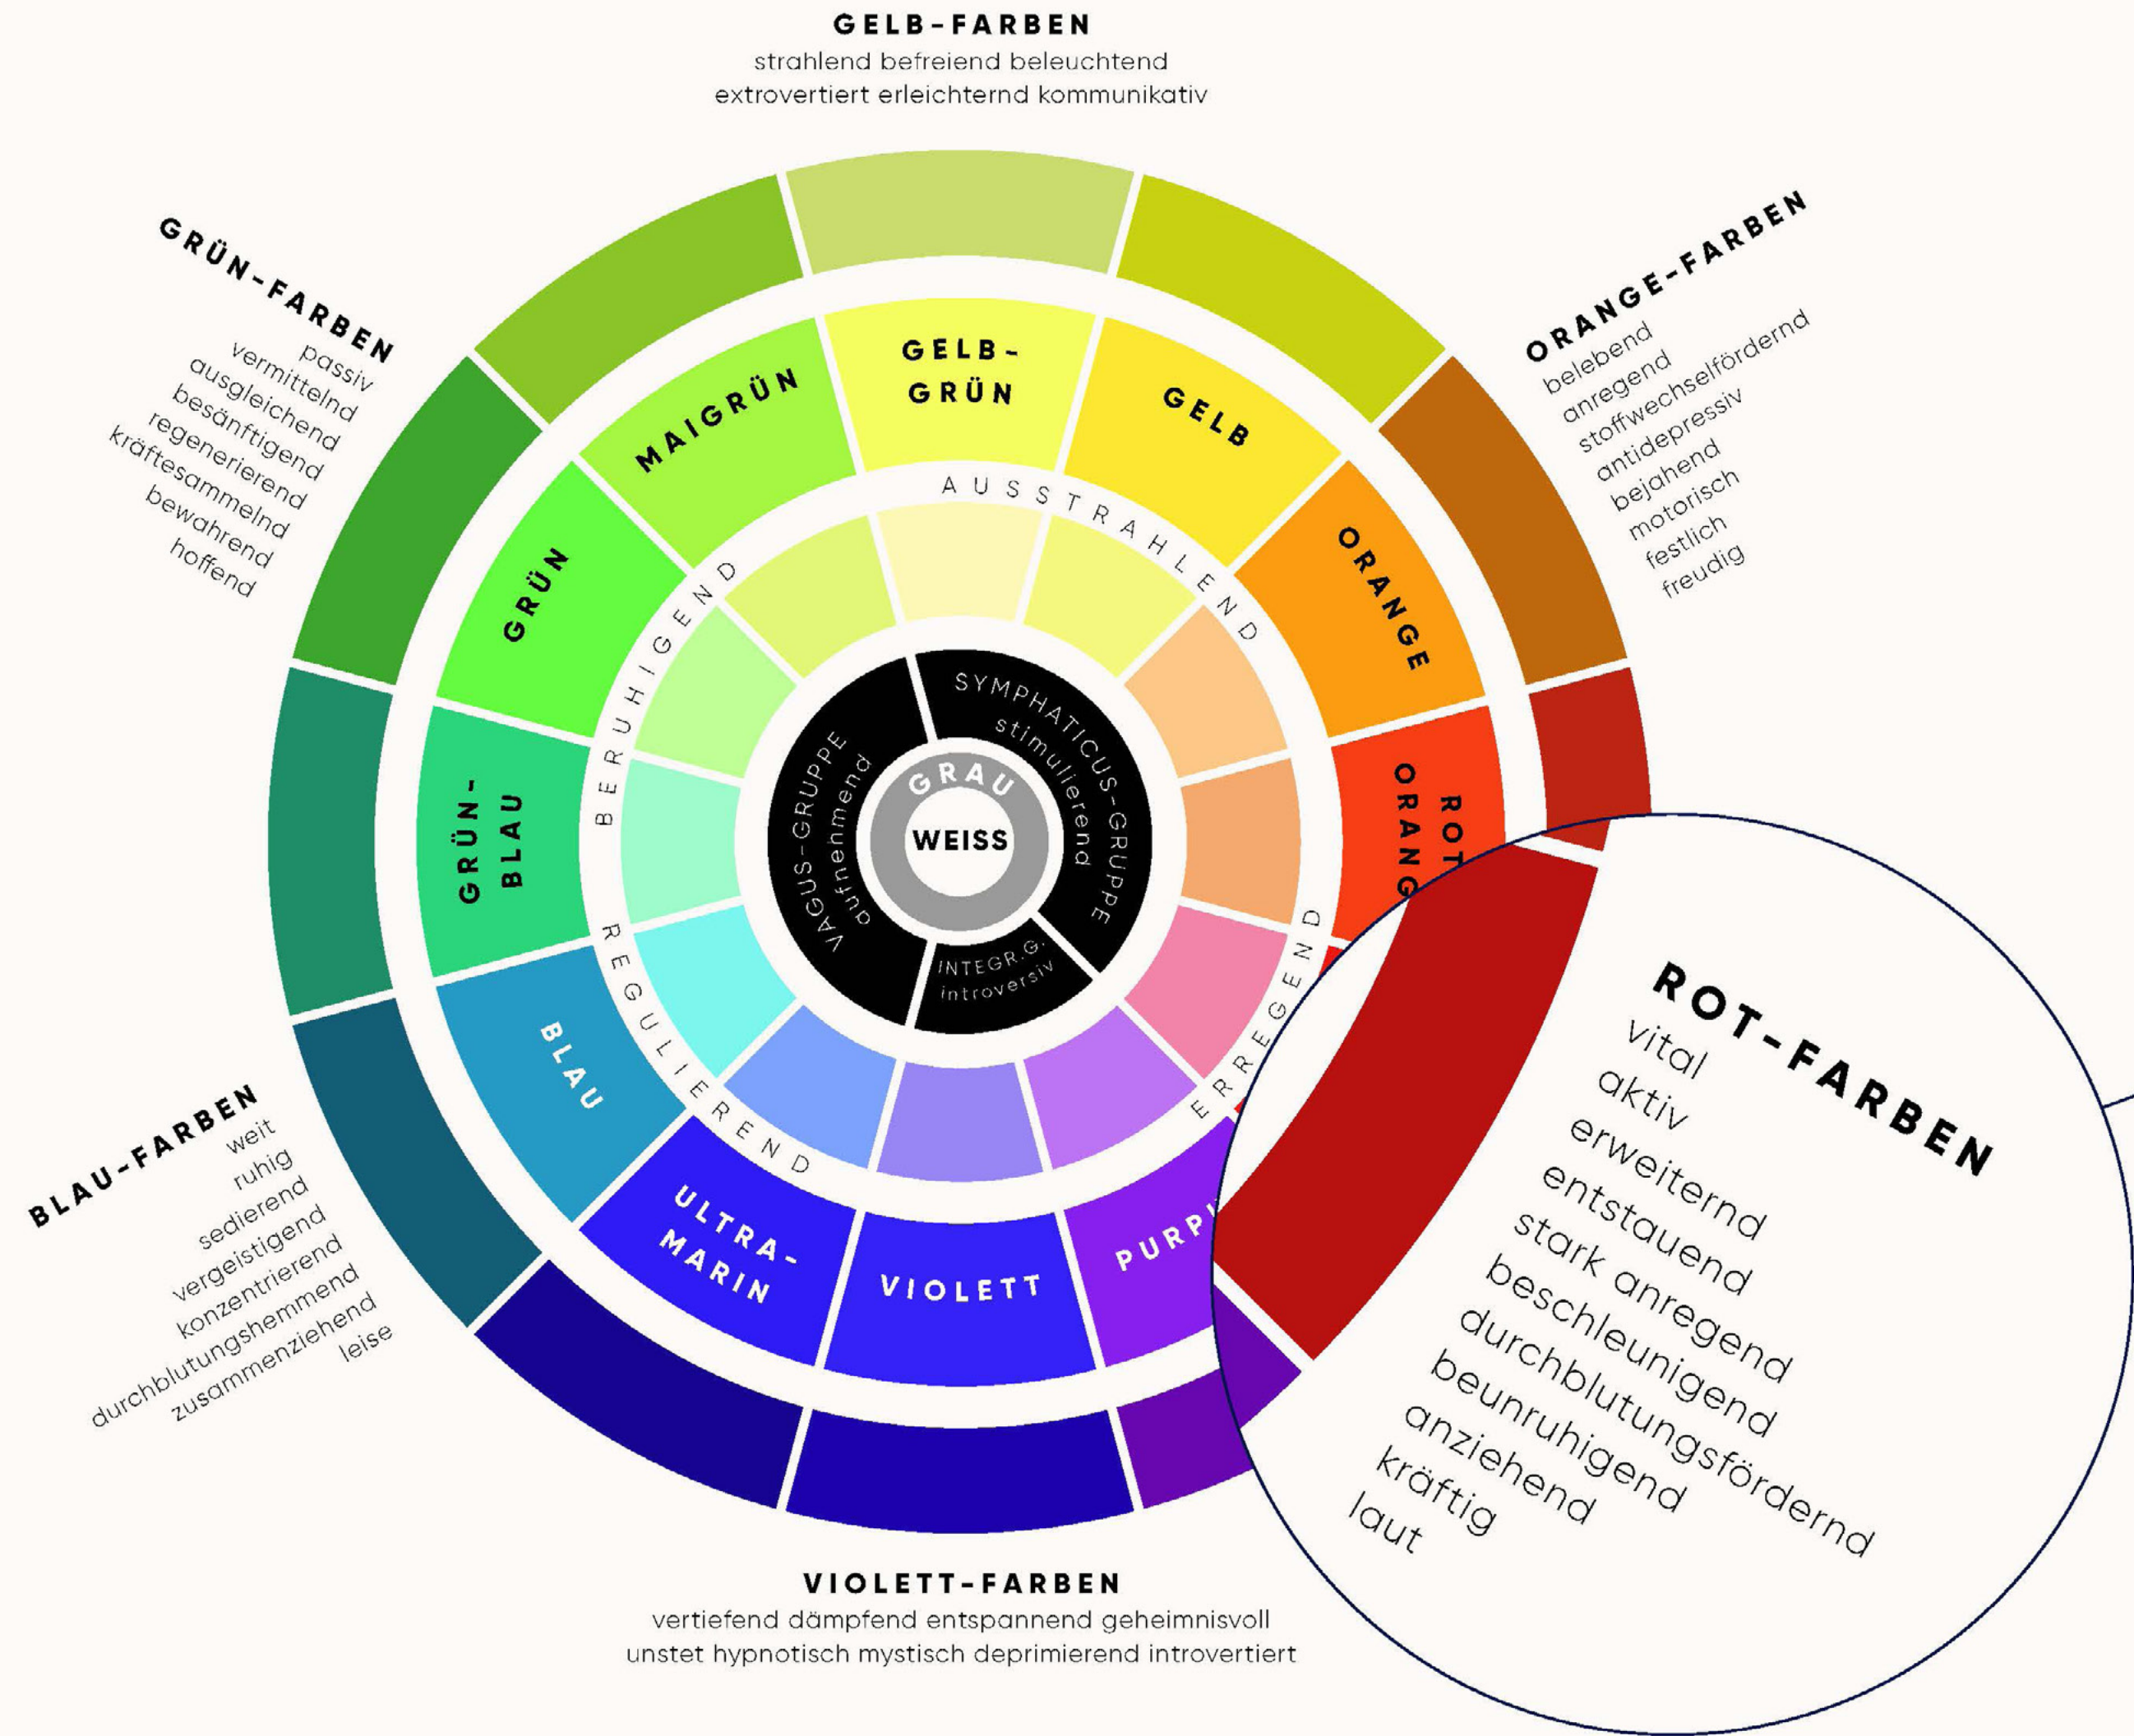 GELB-FARBEN
strahlend befreiend beleuchtend
extrovertiert erleichternd kommunikativ
ORANGE-FARBEN
belebend
anregend
stoffwechselfördernd
antidepressiv
bejahend
motorisch
festlich
freudig
GRÜN-FARBEN
passiv
vermittelnd
ausgleichend
besänftigend
regenerierend
kräftesammelnd
bewahrend
hoffend
GELB-
GRÜN
GELB
ORANGE
ROT
ORANG
MAIGRÜN
GRÜN
GRÜN-
BLAU
BLAU
ULTRA-
MARIN
VIOLETT
PURP
AUSSTRAHLEND
BERUHIGEND
REGULIEREND
ERREGEND
SYMPHATICUS-GRUPPE
stimulierend
VAGUS-GRUPPE
aufnehmend
INTEGR.G.
introversiv
GRAU
WEISS
ROT-FARBEN
vital
aktiv
erweiternd
entstauend
stark anregend
beschleunigend
durchblutungsfördernd
beunruhigend
anziehend
kräftig
laut
BLAU-FARBEN
weit
ruhig
sedierend
vergeistigend
konzentrierend
durchblutungshemmend
zusammenziehend
leise
VIOLETT-FARBEN
vertiefend dämpfend entspannend geheimnisvoll
unstet hypnotisch mystisch deprimierend introvertiert